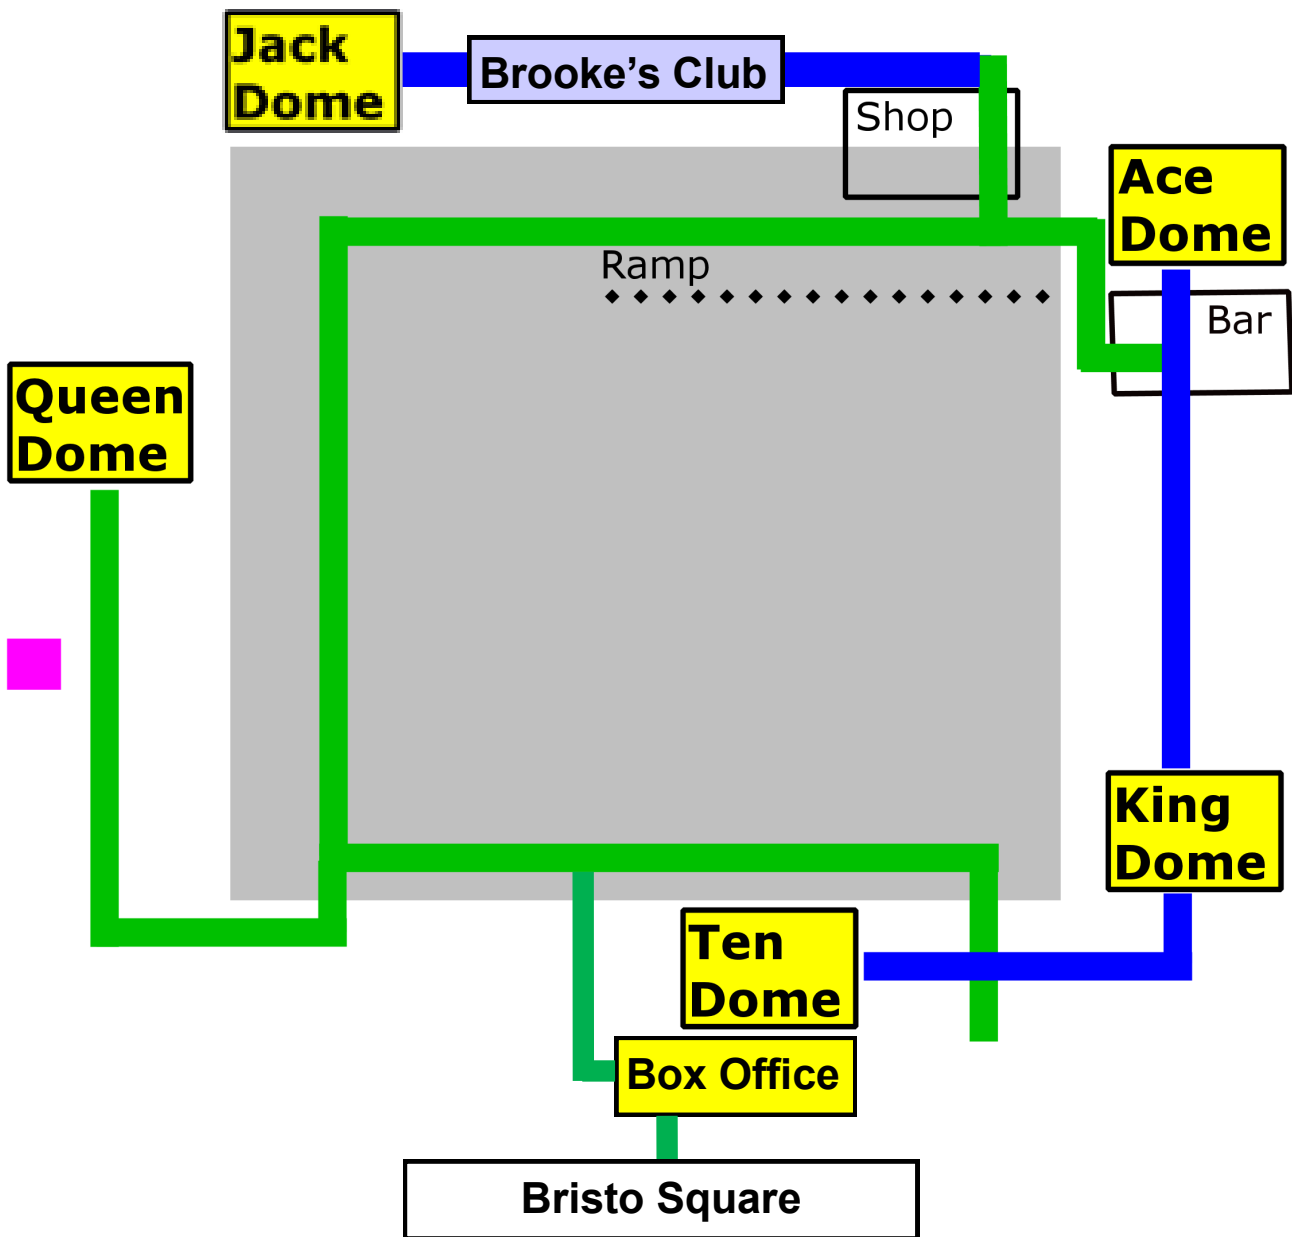 Jack
Dome
Brooke’s Club
Shop
Ace
Dome
Ramp
Bar
Queen
Dome
King
Dome
Ten
Dome
Box Office
Bristo Square